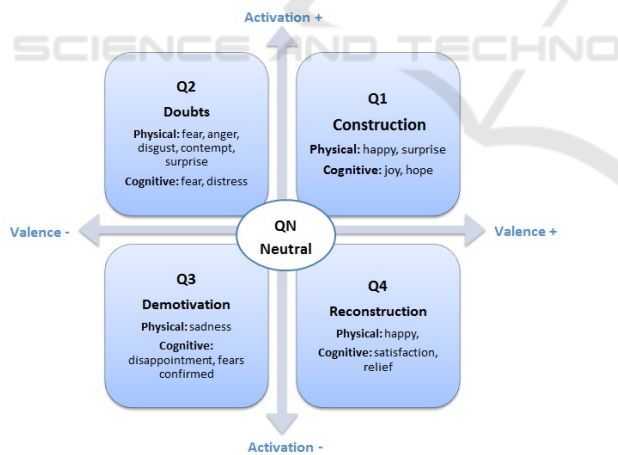 Activation +
SCIENCE AND TECHNO
Q2
Doubts
Physical: fear, anger,
disgust, contempt,
surprise
Cognitive: fear, distress
Q1
Construction
Physical: happy, surprise
Cognitive: joy, hope
Valence -
QN
Neutral
Valence +
Q3
Demotivation
Physical: sadness
Cognitive:
disappointment, fears
confirmed
Q4
Reconstruction
Physical: happy,
Cognitive: satisfaction,
relief
Activation -